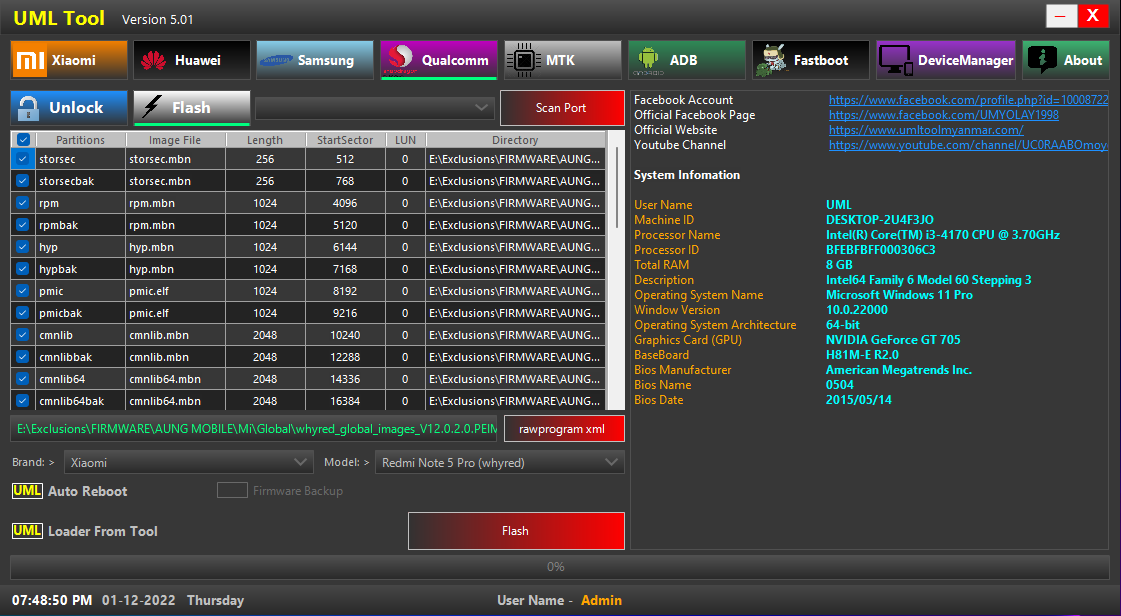 UML Tool Version 5.01
Xiaomi Huawei SAMSUNG Samsung snapdragon Qualcomm MTK ANDROID ADB Fastboot DeviceManager About
Unlock Flash Scan Port
Partitions Image File Length StartSector LUN Directory
storsec storsec.mbn 256 512 0 E:\Exclusions\FIRMWARE\AUNG...
storsecbak storsec.mbn 256 768 0 E:\Exclusions\FIRMWARE\AUNG...
rpm rpm.mbn 1024 4096 0 E:\Exclusions\FIRMWARE\AUNG...
rpmbak rpm.mbn 1024 5120 0 E:\Exclusions\FIRMWARE\AUNG...
hyp hyp.mbn 1024 6144 0 E:\Exclusions\FIRMWARE\AUNG...
hypbak hyp.mbn 1024 7168 0 E:\Exclusions\FIRMWARE\AUNG...
pmic pmic.elf 1024 8192 0 E:\Exclusions\FIRMWARE\AUNG...
pmicbak pmic.elf 1024 9216 0 E:\Exclusions\FIRMWARE\AUNG...
cmnlib cmnlib.mbn 2048 10240 0 E:\Exclusions\FIRMWARE\AUNG...
cmnlibbak cmnlib.mbn 2048 12288 0 E:\Exclusions\FIRMWARE\AUNG...
cmnlib64 cmnlib64.mbn 2048 14336 0 E:\Exclusions\FIRMWARE\AUNG...
cmnlib64bak cmnlib64.mbn 2048 16384 0 E:\Exclusions\FIRMWARE\AUNG...
E:\Exclusions\FIRMWARE\AUNG MOBILE\Mi\Global\whyred_global_images_V12.0.2.0.PEIM rawprogram xml
Brand: > Xiaomi Model: > Redmi Note 5 Pro (whyred)
UML Auto Reboot Firmware Backup
UML Loader From Tool Flash
Facebook Account https://www.facebook.com/profile.php?id=10008722
Official Facebook Page https://www.facebook.com/UMYOLAY1998
Official Website https://www.umltoolmyanmar.com/
Youtube Channel https://www.youtube.com/channel/UC0RAABOmoy
System Infomation
User Name UML
Machine ID DESKTOP-2U4F3JO
Processor Name Intel(R) Core(TM) i3-4170 CPU @ 3.70GHz
Processor ID BFEBFBFF000306C3
Total RAM 8 GB
Description Intel64 Family 6 Model 60 Stepping 3
Operating System Name Microsoft Windows 11 Pro
Window Version 10.0.22000
Operating System Architecture 64-bit
Graphics Card (GPU) NVIDIA GeForce GT 705
BaseBoard H81M-E R2.0
Bios Manufacturer American Megatrends Inc.
Bios Name 0504
Bios Date 2015/05/14
0%
07:48:50 PM 01-12-2022 Thursday User Name - Admin